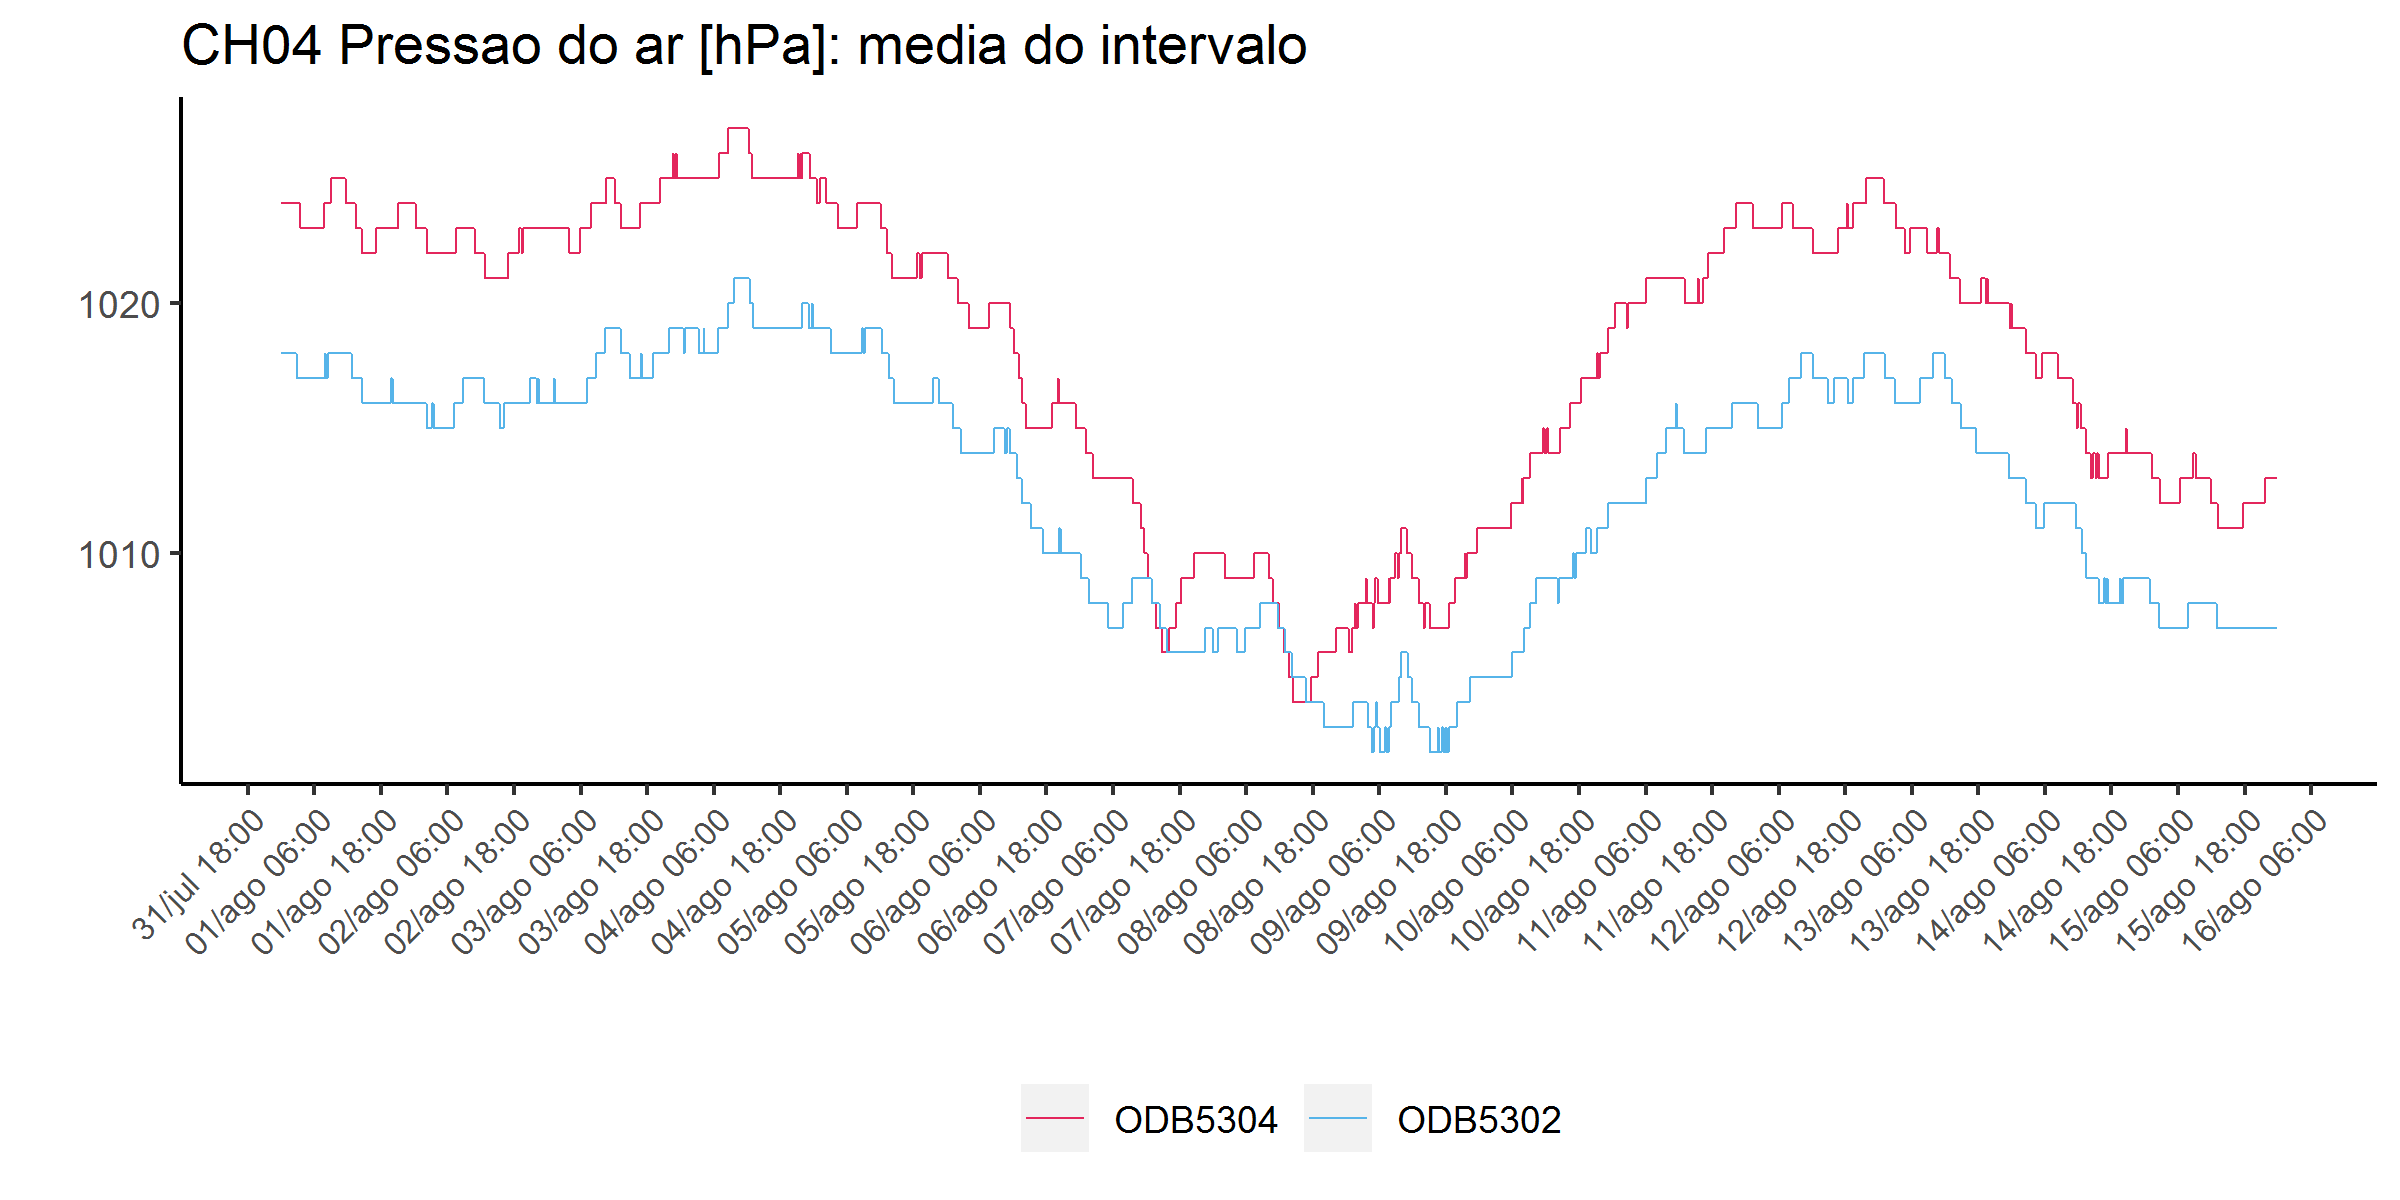 CH04 Pressao do ar [hPa]: media do intervalo
1020
1010
31/jul 18:00
01/ago 06:00
01/ago 18:00
02/ago 06:00
02/ago 18:00
03/ago 06:00
03/ago 18:00
04/ago 06:00
04/ago 18:00
05/ago 06:00
05/ago 18:00
06/ago 06:00
06/ago 18:00
07/ago 06:00
07/ago 18:00
08/ago 06:00
08/ago 18:00
09/ago 06:00
09/ago 18:00
10/ago 06:00
10/ago 18:00
11/ago 06:00
11/ago 18:00
12/ago 06:00
12/ago 18:00
13/ago 06:00
13/ago 18:00
14/ago 06:00
14/ago 18:00
15/ago 06:00
15/ago 18:00
16/ago 06:00
ODB5304 ODB5302